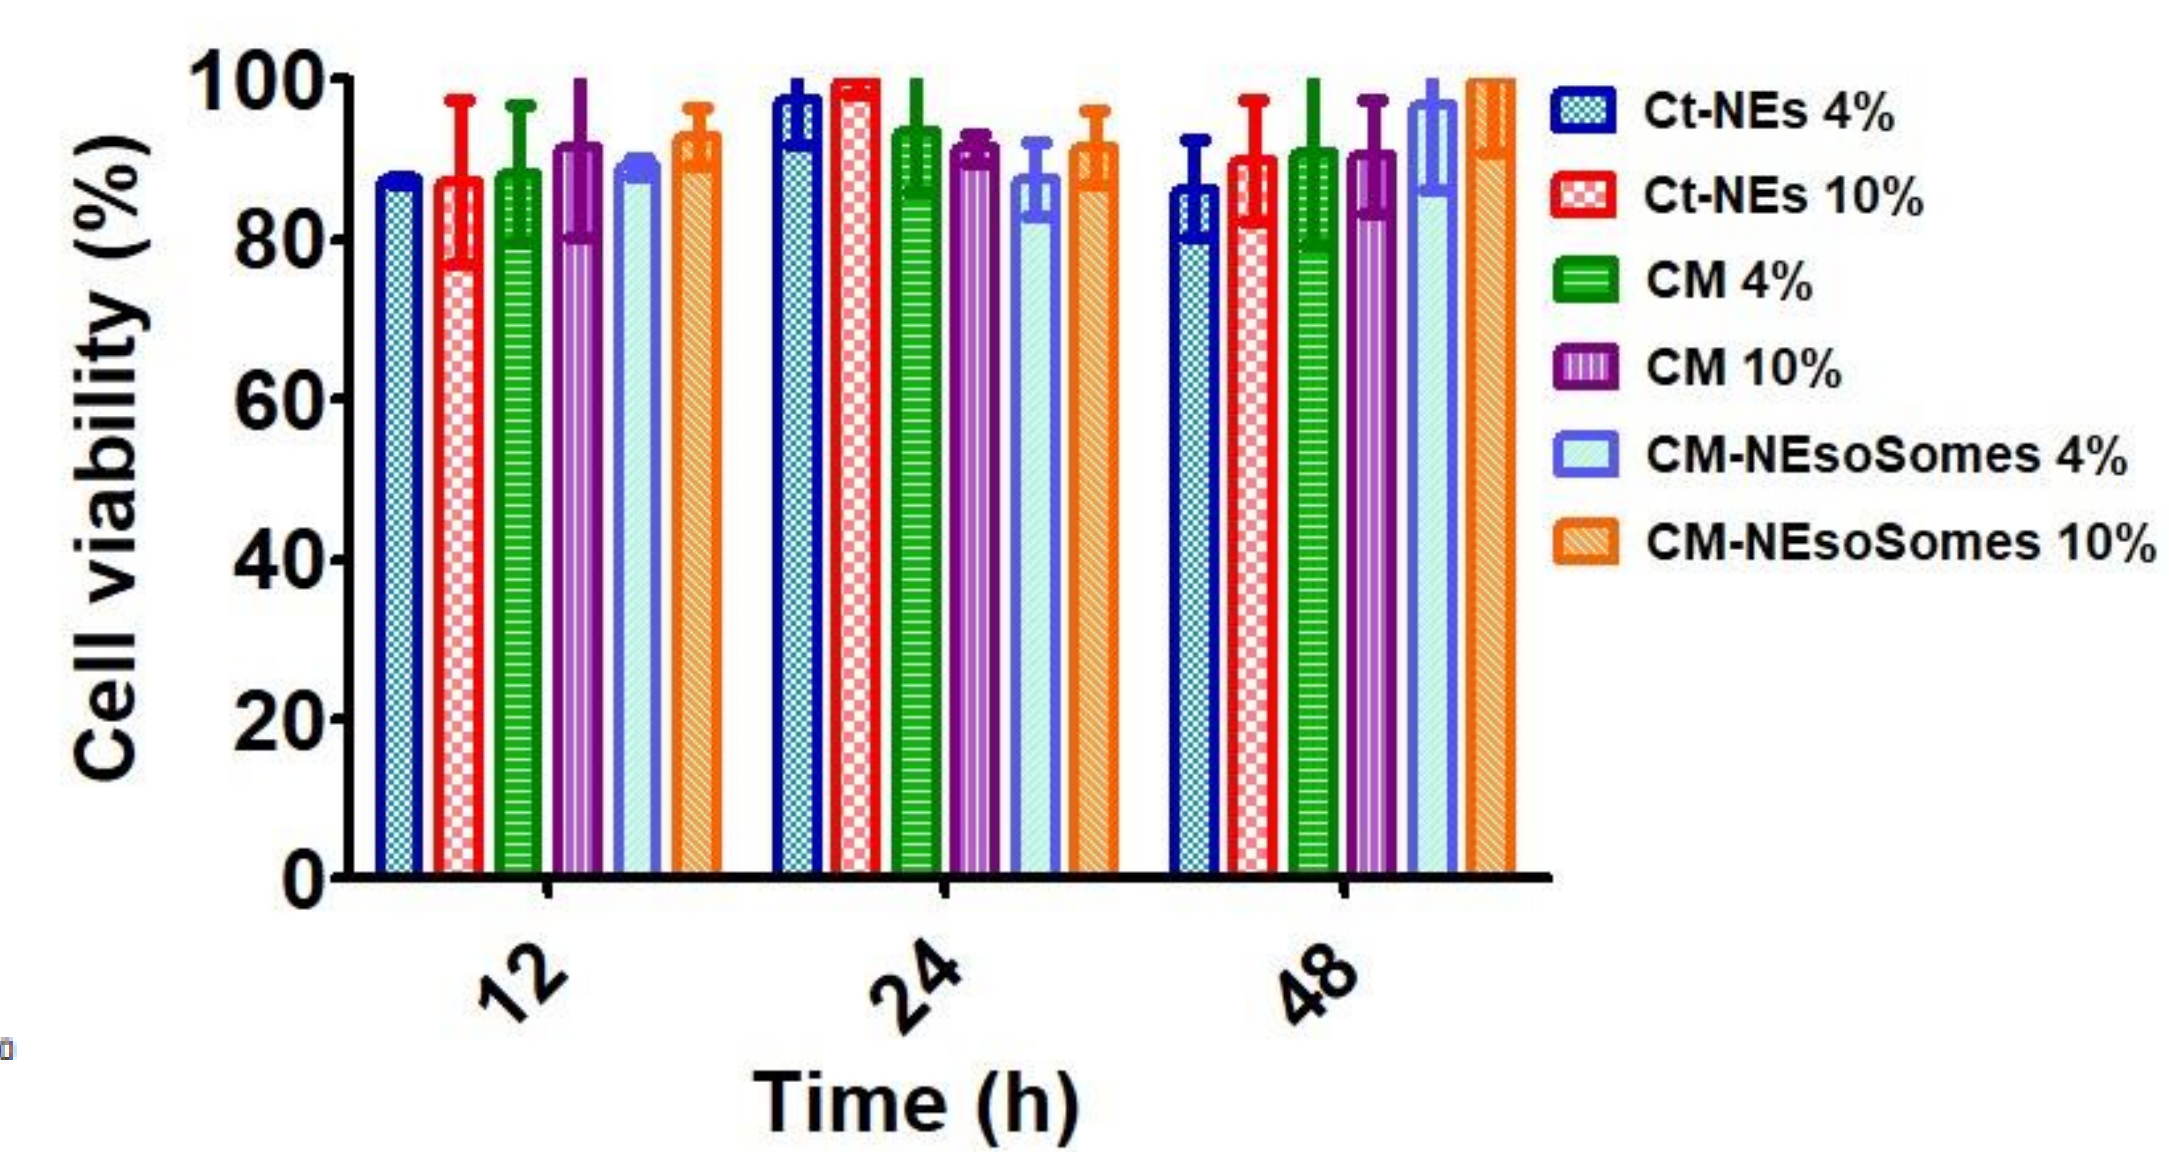 Cell viability (%)
100
80
60
40
20
0
12
24
48
Time (h)
Ct-NEs 4%
Ct-NEs 10%
CM 4%
CM 10%
CM-NEsoSomes 4%
CM-NEsoSomes 10%